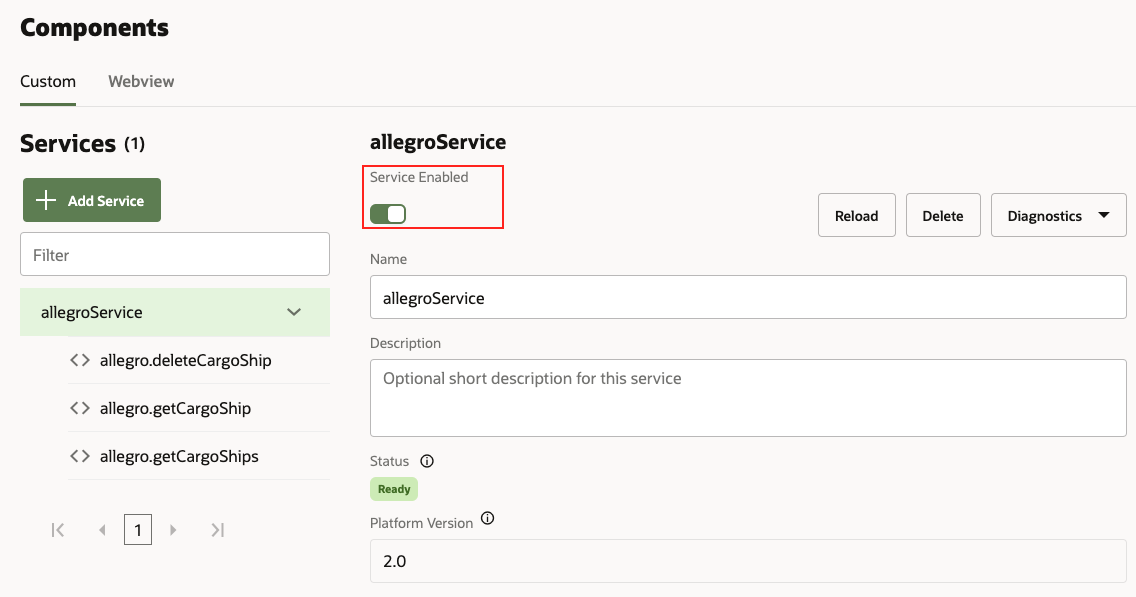 Components
Custom Webview
Services (1)
Add Service
Filter
allegroService
allegro.deleteCargoShip
allegro.getCargoShip
allegro.getCargoShips
1
allegroService
Service Enabled
Reload Delete Diagnostics
Name
allegroService
Description
Optional short description for this service
Status
Ready
Platform Version
2.0